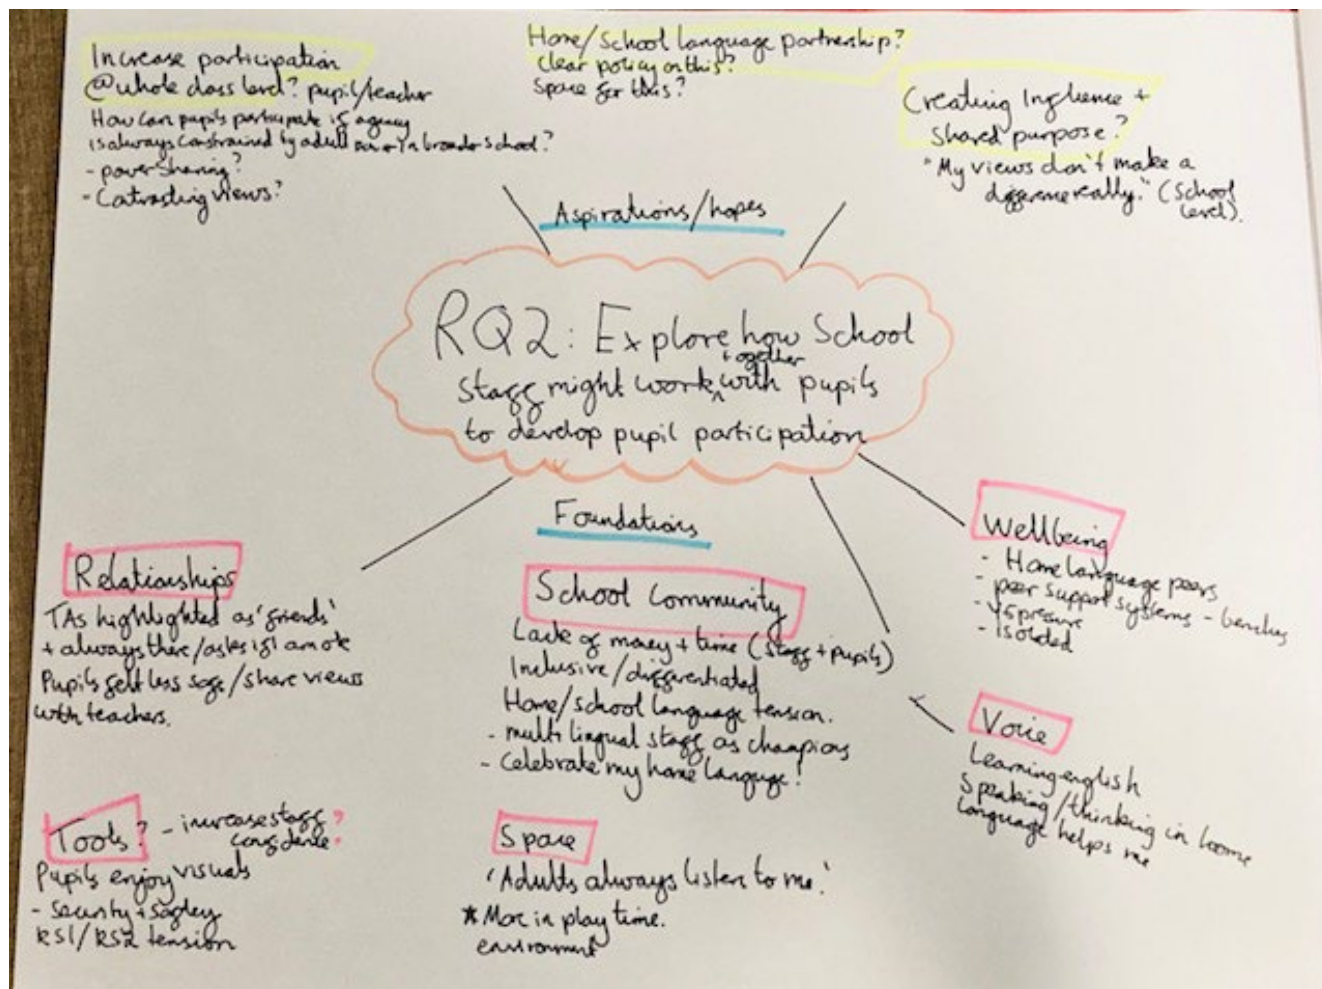 Increase participation
@whole class level? pupil/teacher
How can pupils participate if agency
is always constrained by adult or in broader school?
- power sharing?
- Contrasting views?
Home/School language partnership?
clear policy on this?
Space for this?
Creating Influence +
Shared purpose?
"My views don't make a
difference really." (School
level).
Aspirations/hopes
RQ2: Explore how School
together
staff might work ^ with pupils
to develop pupil participation
Foundations
Relationships
TAs highlighted as 'friends'
+ always there/asks if I am ok
Pupils felt less safe/share views
with teachers.
School Community
Lack of money + time (staff + pupils)
Inclusive/differentiated
Home/school language tension.
- multi lingual staff as champions
- Celebrate my home language!
Wellbeing
- Home language peers
- peer support systems - benches
- pressure
- isolated
Voice
Learning english
Speaking/thinking in home
language helps me
Tools? - increase staff ?
confidence?
Pupils enjoy visuals
- Security + safety
KS1/KS2 tension
Space
'Adults always listen to me.'
* More in play time.
environment